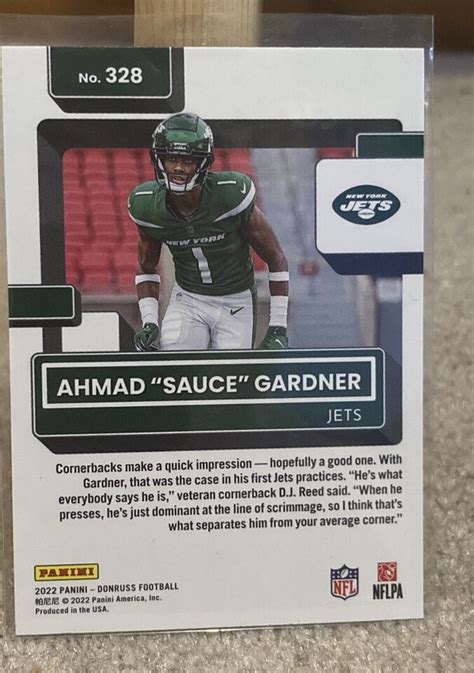 No. 328
NEW YORK
JETS
NEW YORK
1
1
AHMAD “SAUCE” GARDNER
JETS
Cornerbacks make a quick impression — hopefully a good one. With
Gardner, that was the case in his first Jets practices. “He’s what
everybody says he is,” veteran cornerback D.J. Reed said. “When he
presses, he’s just dominant at the line of scrimmage, so I think that’s
what separates him from your average corner.”
PANINI
2022 PANINI – DONRUSS FOOTBALL
帕尼尼 © 2022 Panini America, Inc.
Produced in the USA.
NFL
NFLPA